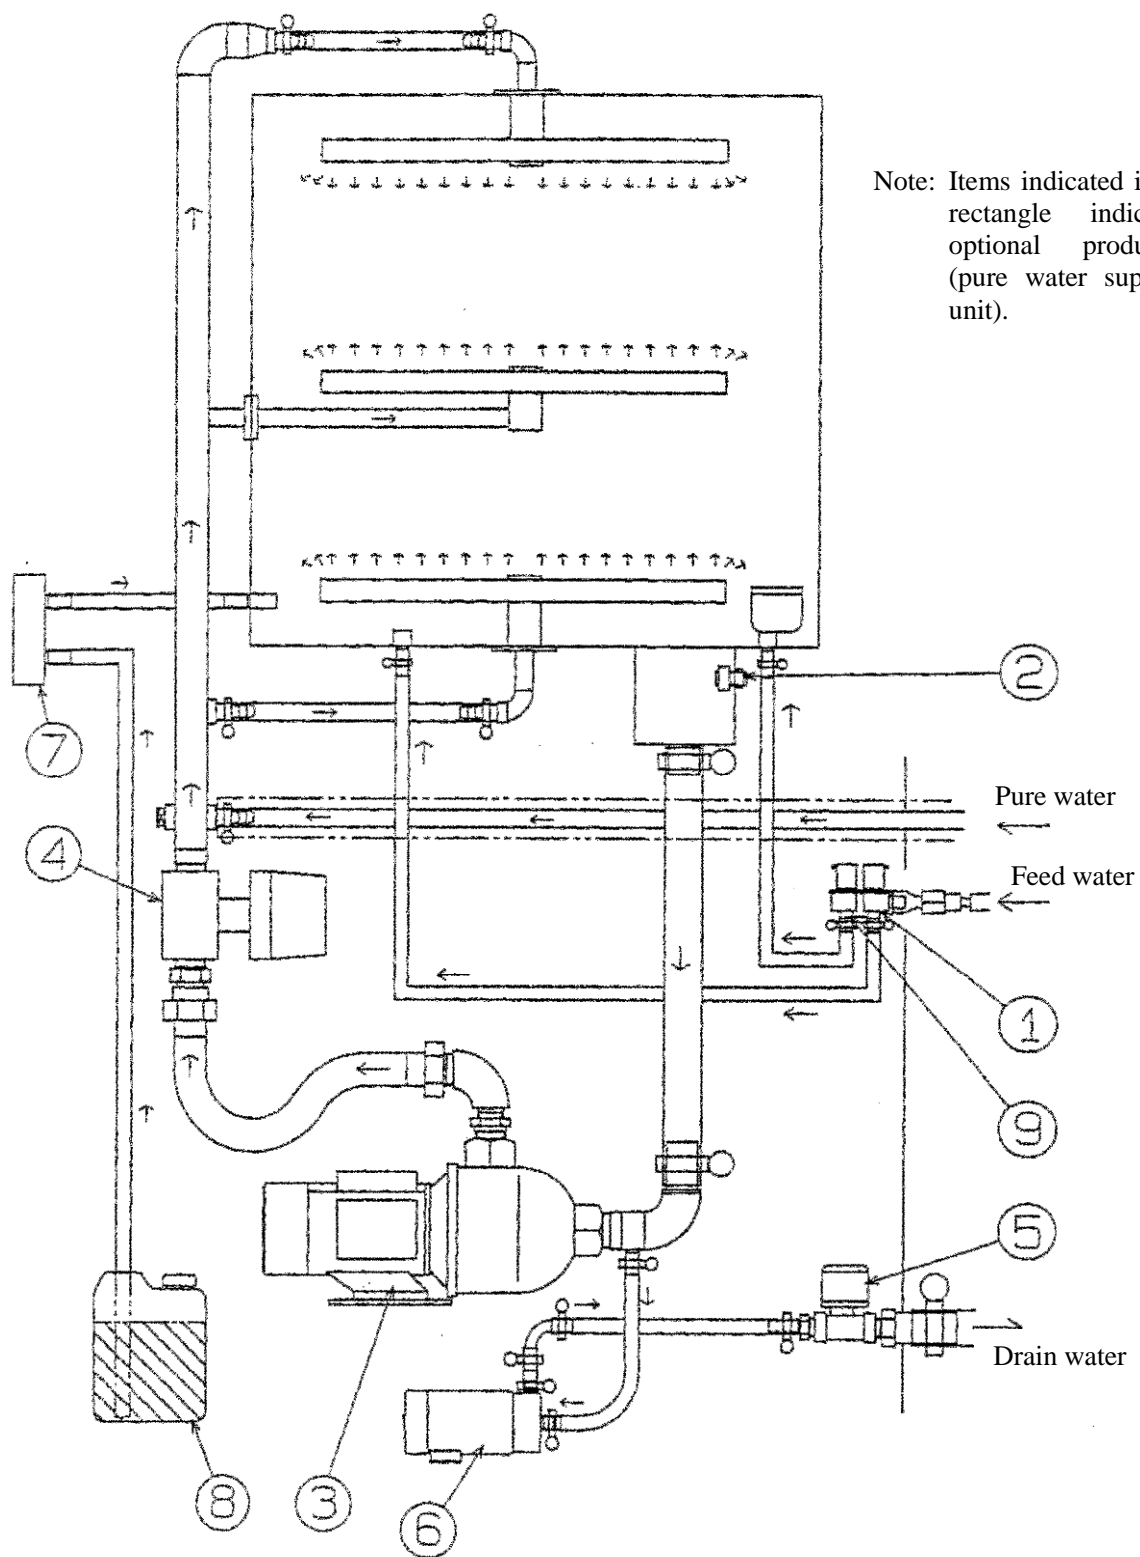 Note: Items indicated i
rectangle indic
optional produ
(pure water sup
unit).
2
7
Pure water
4
Feed water
1
9
5
Drain water
8
3
6